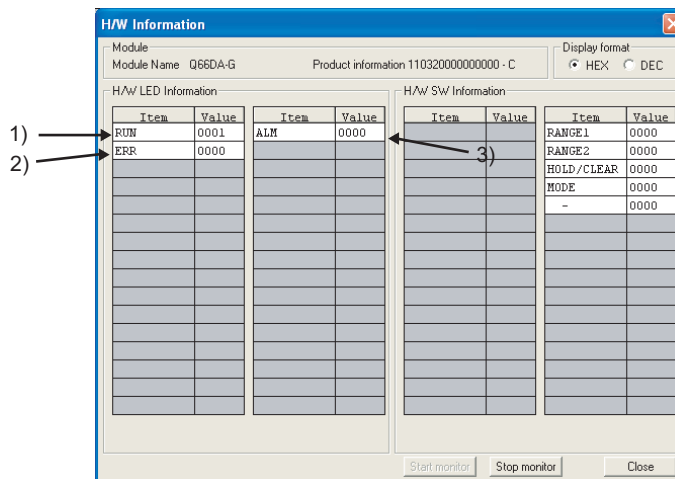 H/W Information
Module
Module Name Q66DA-G Product information 110320000000000 - C
Display format
HEX DEC
H/W LED Information
H/W SW Information
Item Value Item Value Item Value Item Value
1) RUN 0001 ALM 0000 RANGE1 0000
2) ERR 0000 3) RANGE2 0000
HOLD/CLEAR 0000
MODE 0000
- 0000
Start monitor Stop monitor Close